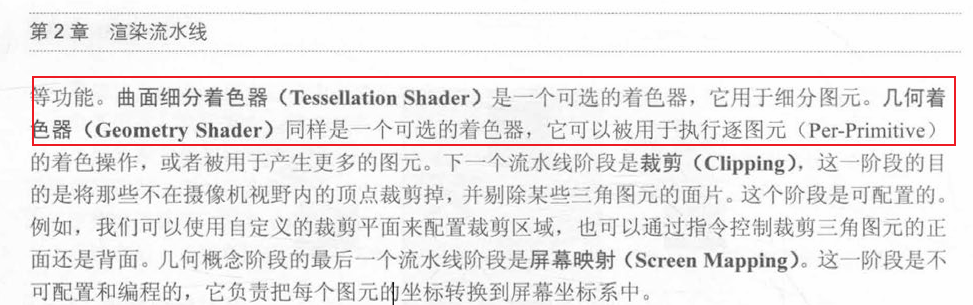 第 2 章 渲染流水线
等功能。曲面细分着色器（Tessellation Shader）是一个可选的着色器，它用于细分图元。几何着
色器（Geometry Shader）同样是一个可选的着色器，它可以被用于执行逐图元（Per-Primitive）
的着色操作，或者被用于产生更多的图元。下一个流水线阶段是裁剪（Clipping），这一阶段的目
的是将那些不在摄像机视野内的顶点裁剪掉，并剔除某些三角图元的面片。这个阶段是可配置的。
例如，我们可以使用自定义的裁剪平面来配置裁剪区域，也可以通过指令控制裁剪三角图元的正
面还是背面。几何概念阶段的最后一个流水线阶段是屏幕映射（Screen Mapping）。这一阶段是不
可配置和编程的，它负责把每个图元的坐标转换到屏幕坐标系中。